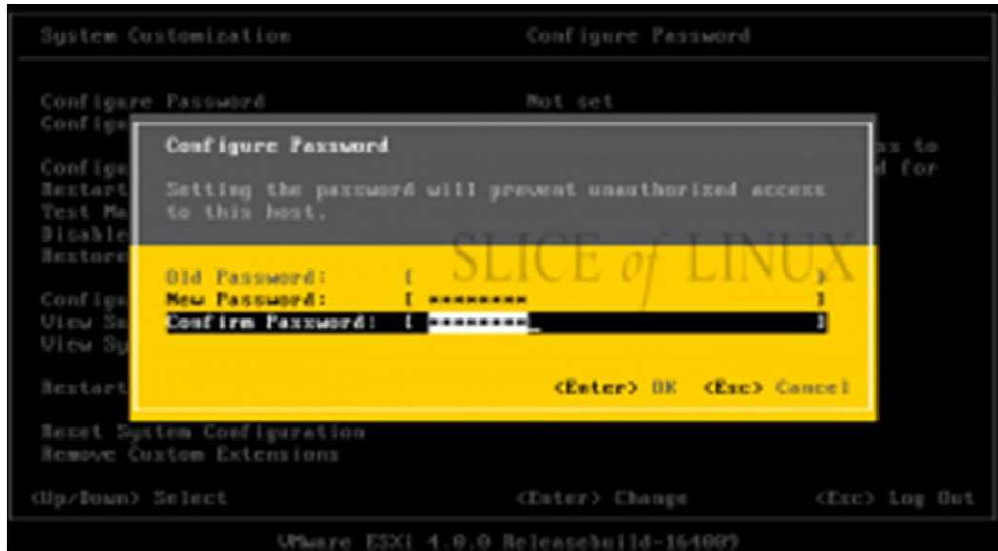 System Customization
Configure Password
Configure Password
Not set
Configure Password
Setting the password will prevent unauthorized access
to this host.
SLICE of LINUX
Old Password: [ ]
New Password: [ ******** ]
Confirm Password: [ ********_ ]
<Enter> OK <Esc> Cancel
Restart
Reset System Configuration
Remove Custom Extensions
<Up/Down> Select
<Enter> Change
<Esc> Log Out
VMware ESXi 4.0.0 Releasebuild-164009